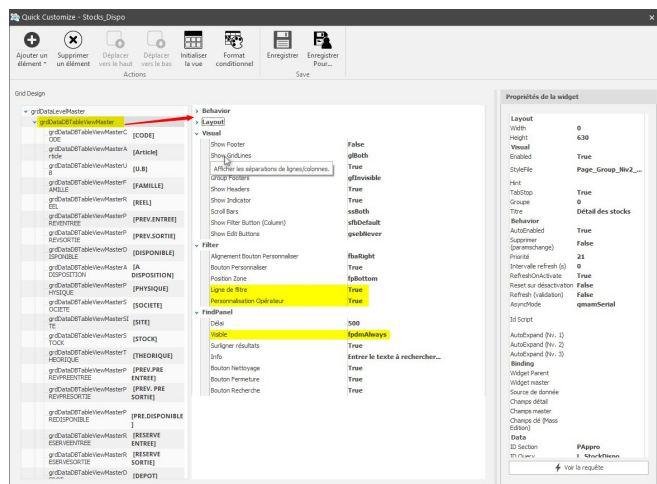 Quick Customize - Stocks_Dispo
Ajouter un élément
Supprimer un élément
Déplacer vers le haut
Déplacer vers le bas
Initialiser la vue
Format conditionnel
Enregistrer
Enregistrer Pour...
Actions
Save
Grid Design
grdDataLevelMaster
grdDataDBTableViewMaster
grdDataDBTableViewMasterCODE [CODE]
grdDataDBTableViewMasterArticle [Article]
grdDataDBTableViewMasterUB [U.B]
grdDataDBTableViewMasterFAMILLE [FAMILLE]
grdDataDBTableViewMasterREEL [REEL]
grdDataDBTableViewMasterPREVENTREE [PREV.ENTREE]
grdDataDBTableViewMasterPREVSORTIE [PREV.SORTIE]
grdDataDBTableViewMasterDISPONIBLE [DISPONIBLE]
grdDataDBTableViewMasterADISPOSITION [A DISPOSITION]
grdDataDBTableViewMasterPHYSIQUE [PHYSIQUE]
grdDataDBTableViewMasterSOCIETE [SOCIETE]
grdDataDBTableViewMasterSITE [SITE]
grdDataDBTableViewMasterSTOCK [STOCK]
grdDataDBTableViewMasterTHEORIQUE [THEORIQUE]
grdDataDBTableViewMasterPREVPREENTREE [PREV.PRE ENTREE]
grdDataDBTableViewMasterPREVPRESORTIE [PREV. PRE SORTIE]
grdDataDBTableViewMasterPREDISPONIBLE [PRE.DISPONIBLE]
grdDataDBTableViewMasterRESERVEENTREE [RESERVE ENTREE]
grdDataDBTableViewMasterRESERVESORTIE [RESERVE SORTIE]
grdDataDBTableViewMasterD [DEPOT]
Behavior
Layout
Visual
Show Footer False
Show GridLines glBoth
Afficher les séparations de lignes/colonnes. True
Group Footers gfInvisible
Show Headers True
Show Indicator True
Scroll Bars ssBoth
Show Filter Button (Column) sfbDefault
Show Edit Buttons gsebNever
Filter
Alignement Bouton Personnaliser fbaRight
Bouton Personnaliser True
Position Zone fpBottom
Ligne de filtre True
Personnalisation Opérateur True
FindPanel
Délai 500
Visible fpdmAlways
Surligner résultats True
Info Entrer le texte à rechercher...
Bouton Nettoyage True
Bouton Fermeture True
Bouton Recherche True
Propriétés de la widget
Layout
Width 0
Height 630
Visual
Enabled True
StyleFile Page_Group_Niv2_...
Hint
TabStop True
Groupe 0
Titre Détail des stocks
Behavior
AutoEnabled True
Supprimer (paramschange) False
Priorité 21
Intervalle refresh (s) 0
RefreshOnActivate True
Reset sur désactivation False
Refresh (validation) False
AsyncMode qmamSerial
Id Script
AutoExpand (Nv. 1)
AutoExpand (Nv. 2)
AutoExpand (Nv. 3)
Binding
Widget Parent
Widget master
Source de donnée
Champs détail
Champs master
Champs clé (Mass Edition)
Data
ID Section PAppro
ID Query L_StockDispo
Voir la requête